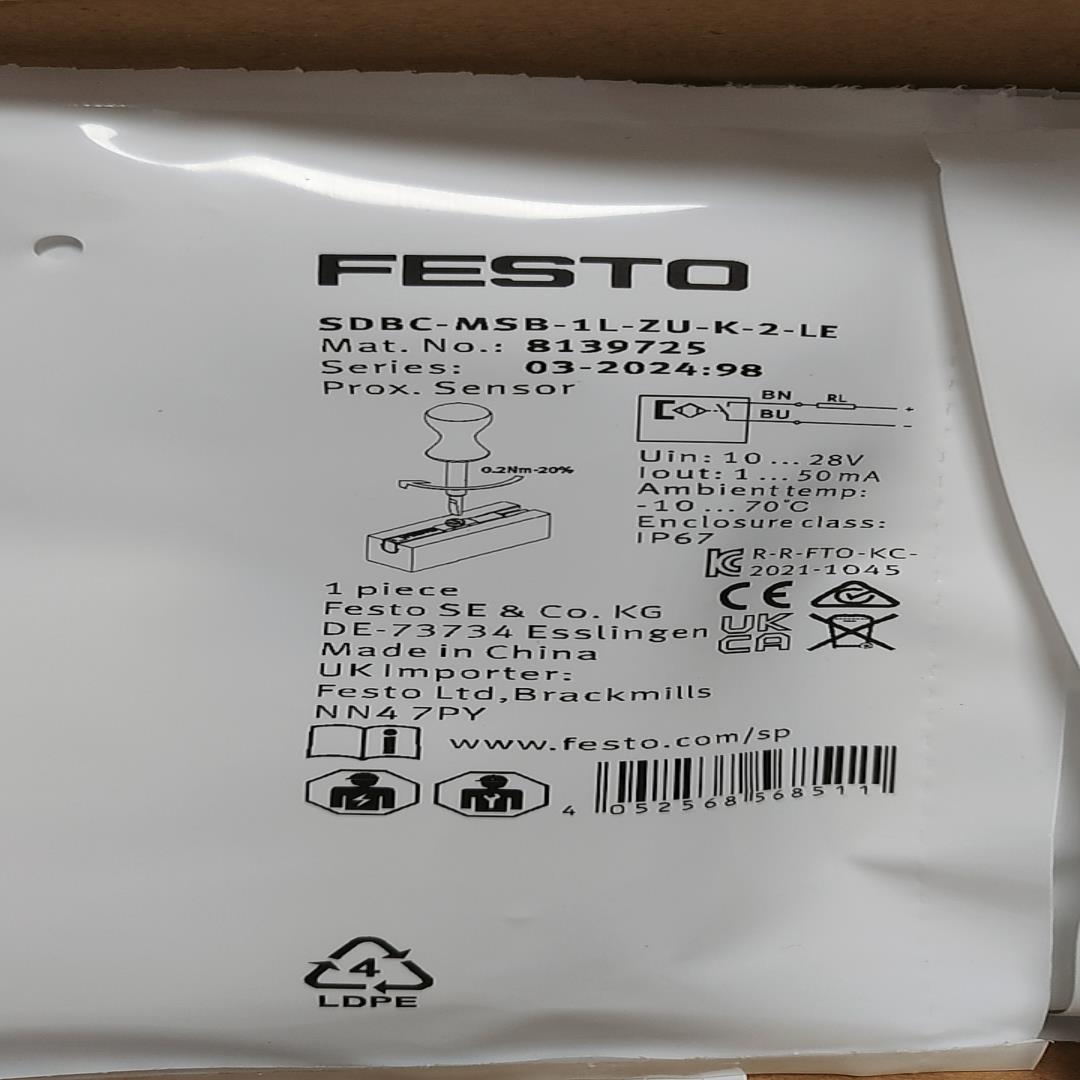 FESTO
SDBC-MSB-1L-ZU-K-2-LE
Mat. No.: 8139725
Series: 03-2024:98
Prox. Sensor
0.2Nm-20%
BN RL +
BU -
Uin: 10 ... 28V
Iout: 1 ... 50 mA
Ambient temp:
-10 ... 70°C
Enclosure class:
IP67
R-R-FTO-KC-
2021-1045
CE
UK
CA
1 piece
Festo SE & Co. KG
DE-73734 Esslingen
Made in China
UK Importer:
Festo Ltd,Brackmills
NN4 7PY
i www.festo.com/sp
4 052568 568511
4
LDPE